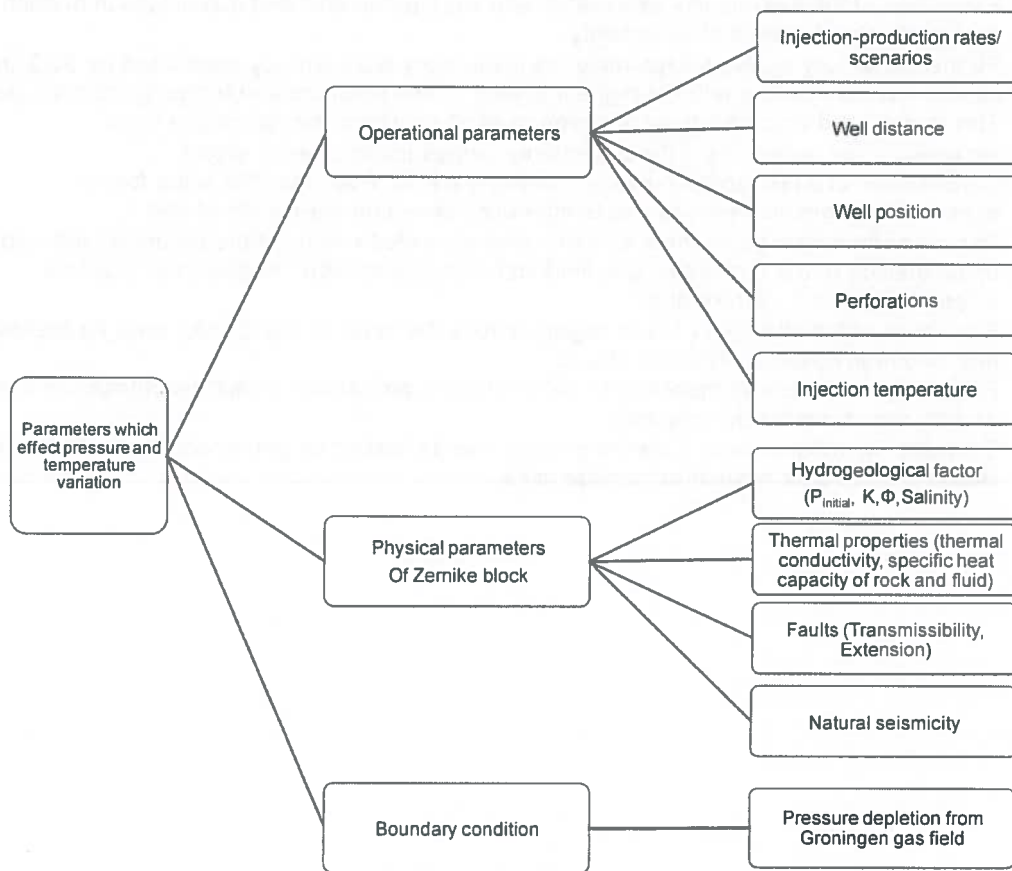 Parameters which
effect pressure and
temperature
variation
Operational parameters
Injection-production rates/
scenarios
Well distance
Well position
Perforations
Injection temperature
Physical parameters
Of Zernike block
Hydrogeological factor
(Pinitial, K,Φ,Salinity)
Thermal properties (thermal
conductivity, specific heat
capacity of rock and fluid)
Faults (Transmissibility,
Extension)
Natural seismicity
Boundary condition
Pressure depletion from
Groningen gas field